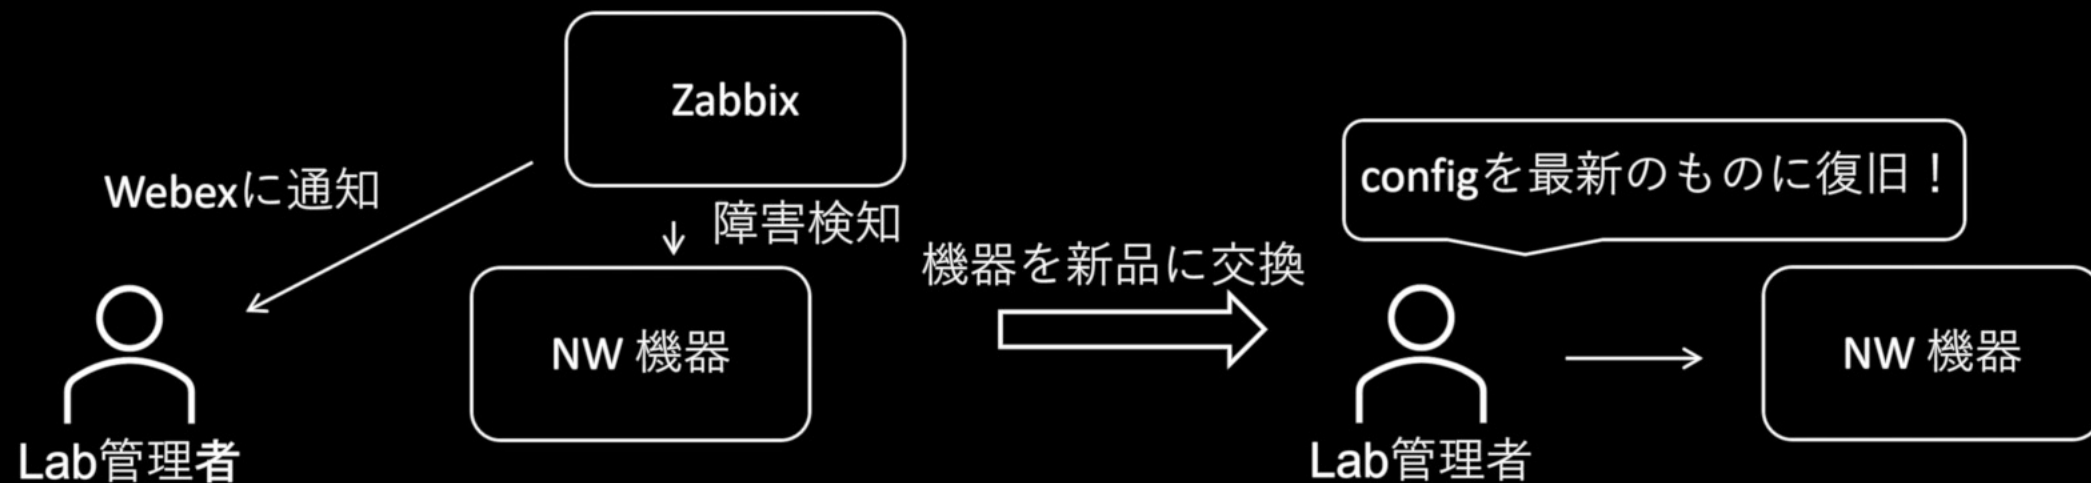 Zabbix
Webexに通知
障害検知
NW 機器
Lab管理者
機器を新品に交換
configを最新のものに復旧！
Lab管理者
NW 機器